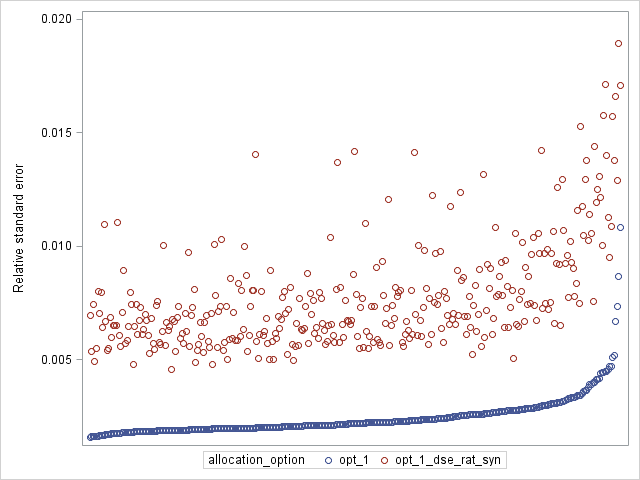 0.020
0.015
0.010
0.005
Relative standard error
allocation_option opt_1 opt_1_dse_rat_syn